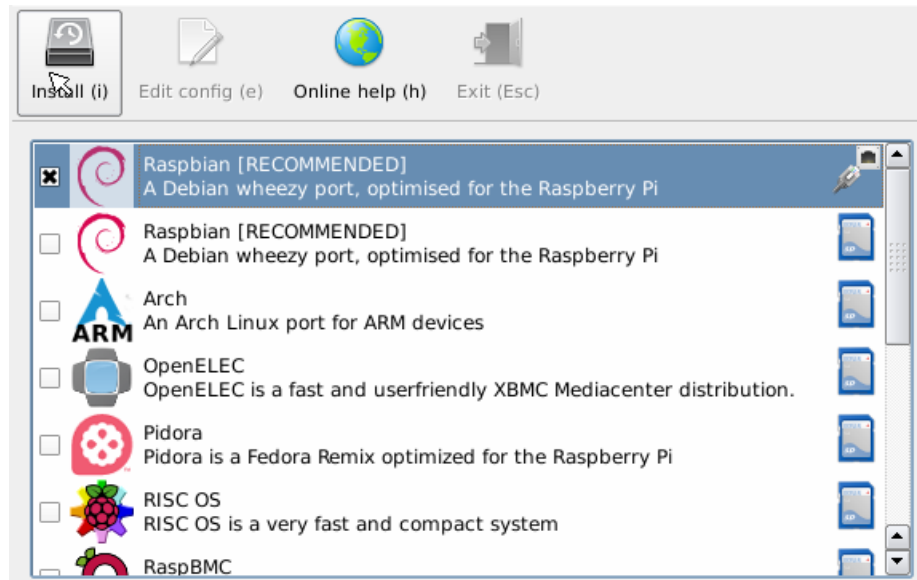 Install (i)
Edit config (e)
Online help (h)
Exit (Esc)
Raspbian [RECOMMENDED]
A Debian wheezy port, optimised for the Raspberry Pi
Raspbian [RECOMMENDED]
A Debian wheezy port, optimised for the Raspberry Pi
Arch
ARM
An Arch Linux port for ARM devices
OpenELEC
OpenELEC is a fast and userfriendly XBMC Mediacenter distribution.
Pidora
Pidora is a Fedora Remix optimized for the Raspberry Pi
RISC OS
RISC OS is a very fast and compact system
RaspBMC